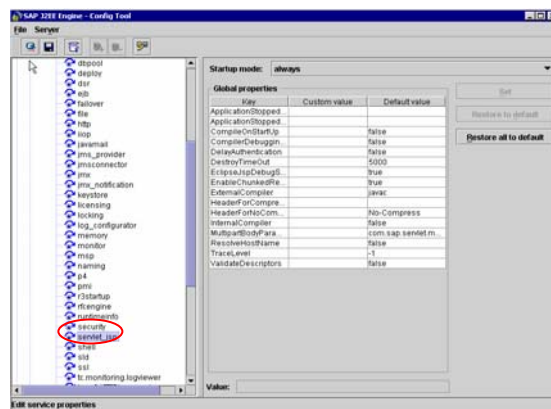 SAP J2EE Engine - Config Tool
File Server
dbpool
deploy
dsr
ejb
failover
file
http
iiop
javamail
jms_provider
jmsconnector
jmx
jmx_notification
keystore
licensing
locking
log_configurator
memory
monitor
msp
naming
p4
pmi
r3startup
rfcengine
runtimeinfo
security
servlet_jsp
shell
sld
ssl
tc.monitoring.logviewer
Startup mode: always
Global properties
Key Custom value Default value
ApplicationStopped...
ApplicationStopped...
CompileOnStartUp false
CompilerDebuggin... false
DelayAuthentication false
DestroyTimeOut 5000
EclipseJspDebugS... true
EnableChunkedRe... true
ExternalCompiler javac
HeaderForCompre...
HeaderForNoCom... No-Compress
InternalCompiler false
MultipartBodyPara... com.sap.servlet.m...
ResolveHostName false
TraceLevel -1
ValidateDescriptors false
Set
Restore to default
Restore all to default
Value:
Edit service properties